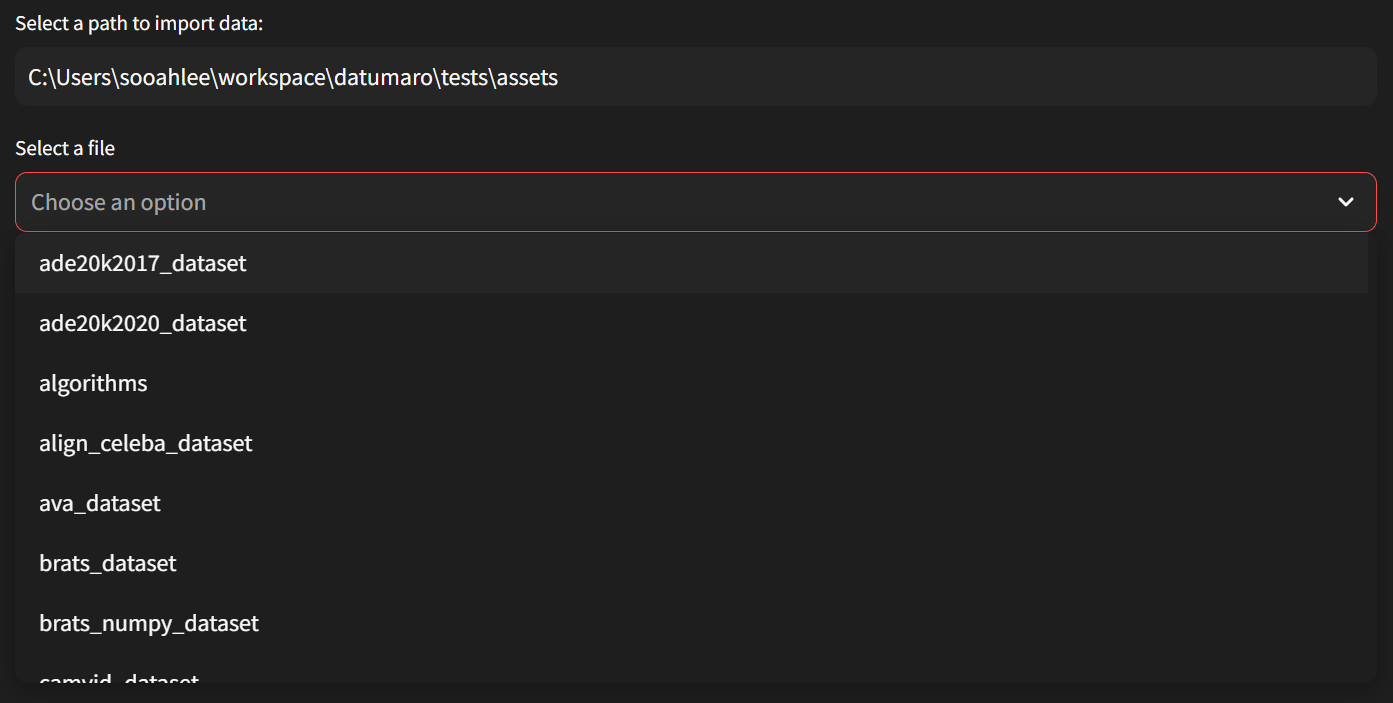 Select a path to import data:
C:\Users\sooahlee\workspace\datumaro\tests\assets
Select a file
Choose an option
ade20k2017_dataset
ade20k2020_dataset
algorithms
align_celeba_dataset
ava_dataset
brats_dataset
brats_numpy_dataset
camvid_dataset